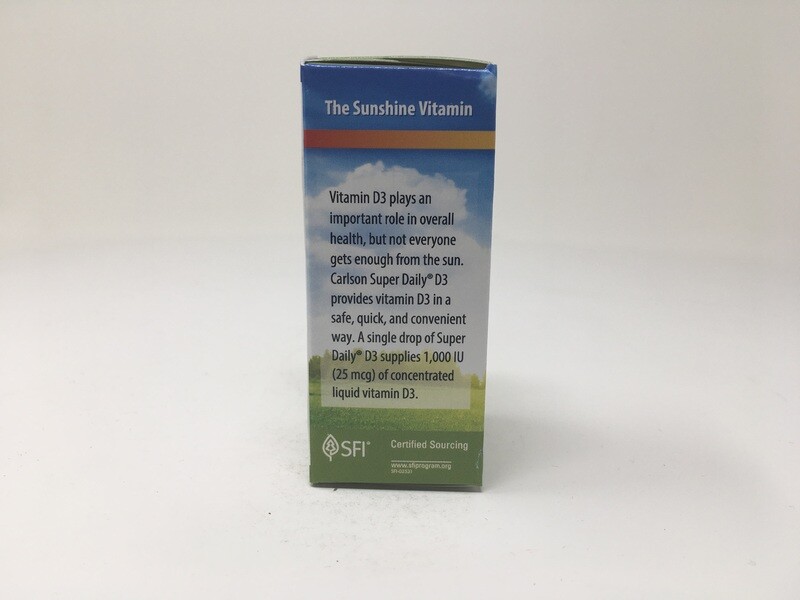 The Sunshine Vitamin
Vitamin D3 plays an
important role in overall
health, but not everyone
gets enough from the sun.
Carlson Super Daily® D3
provides vitamin D3 in a
safe, quick, and convenient
way. A single drop of Super
Daily® D3 supplies 1,000 IU
(25 mcg) of concentrated
liquid vitamin D3.
SFI®
Certified Sourcing
www.sfiprogram.org